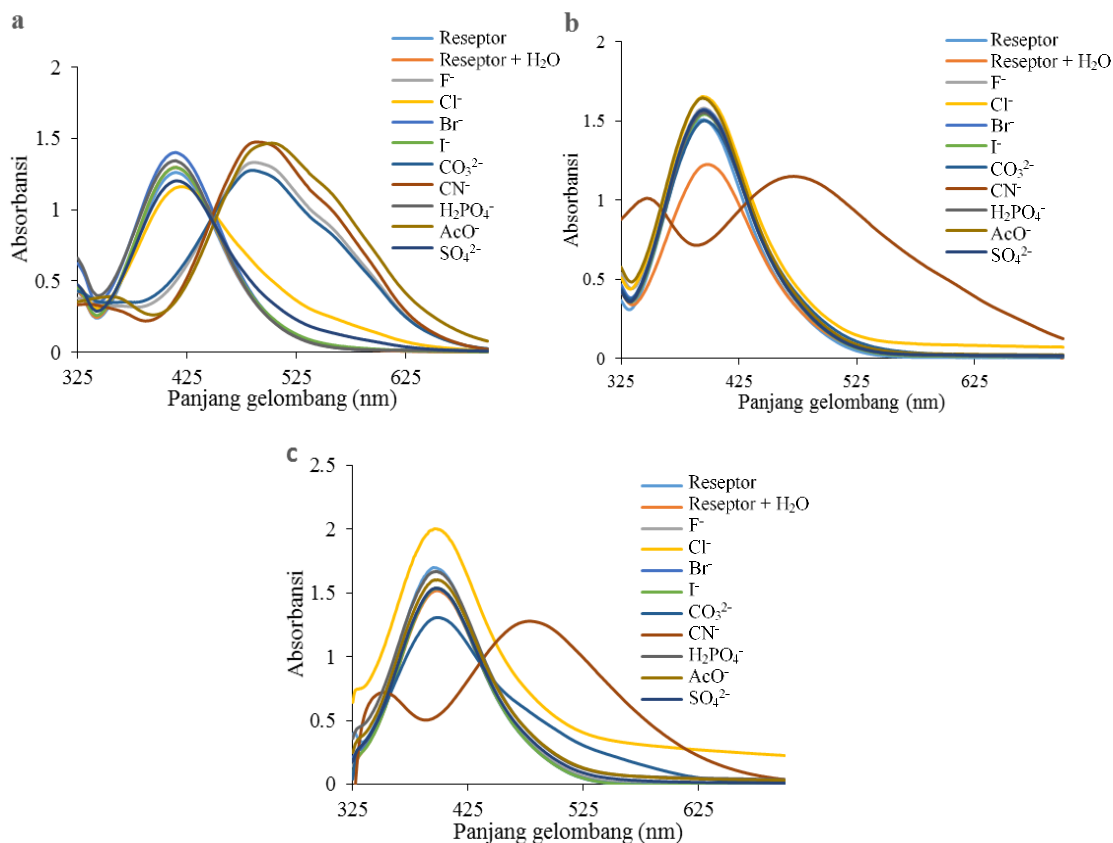 a
Absorbansi
2
1.5
1
0.5
0
325
425
525
625
Panjang gelombang (nm)
Reseptor
Reseptor + H₂O
F⁻
Cl⁻
Br⁻
I⁻
CO₃²⁻
CN⁻
H₂PO₄⁻
AcO⁻
SO₄²⁻
b
Absorbansi
2
1.5
1
0.5
0
325
425
525
625
Panjang gelombang (nm)
Reseptor
Reseptor + H₂O
F⁻
Cl⁻
Br⁻
I⁻
CO₃²⁻
CN⁻
H₂PO₄⁻
AcO⁻
SO₄²⁻
c
Absorbansi
2.5
2
1.5
1
0.5
0
325
425
525
625
Panjang gelombang (nm)
Reseptor
Reseptor + H₂O
F⁻
Cl⁻
Br⁻
I⁻
CO₃²⁻
CN⁻
H₂PO₄⁻
AcO⁻
SO₄²⁻